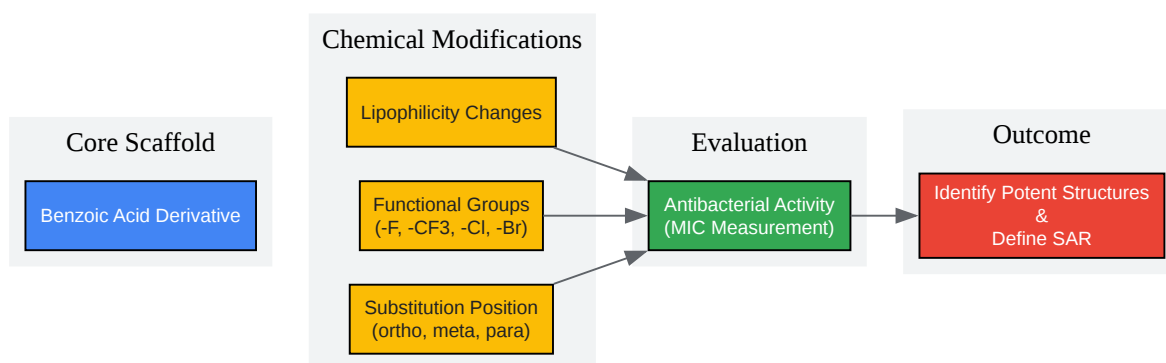 Core Scaffold
Benzoic Acid Derivative
Chemical Modifications
Lipophilicity Changes
Functional Groups
(-F, -CF3, -Cl, -Br)
Substitution Position
(ortho, meta, para)
Evaluation
Antibacterial Activity
(MIC Measurement)
Outcome
Identify Potent Structures
&
Define SAR